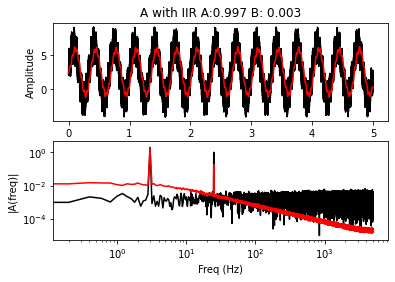 A with IIR A:0.997 B: 0.003
Amplitude
5
0
0 1 2 3 4 5
|A(freq)|
10⁰
10⁻²
10⁻⁴
10⁰ 10¹ 10² 10³
Freq (Hz)